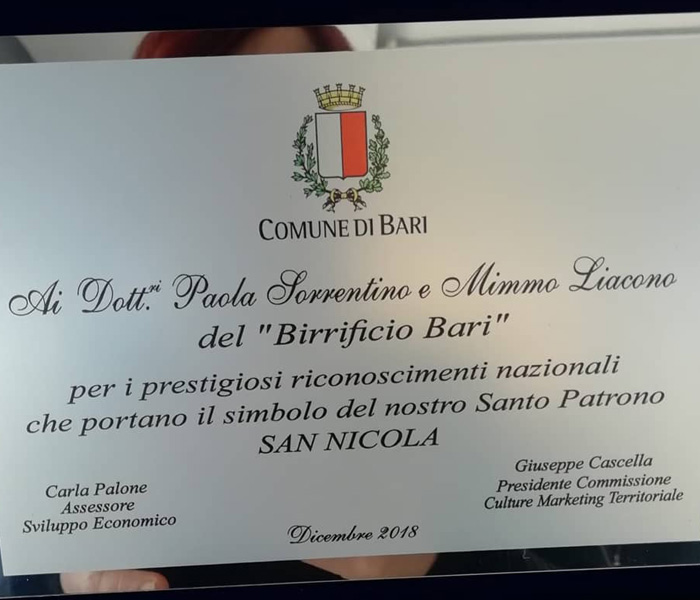 COMUNE DI BARI
Ai Dott.ri Paola Sorrentino e Mimmo Liacono
del "Birrificio Bari"
per i prestigiosi riconoscimenti nazionali
che portano il simbolo del nostro Santo Patrono
SAN NICOLA
Carla Palone
Assessore
Sviluppo Economico
Giuseppe Cascella
Presidente Commissione
Culture Marketing Territoriale
Dicembre 2018